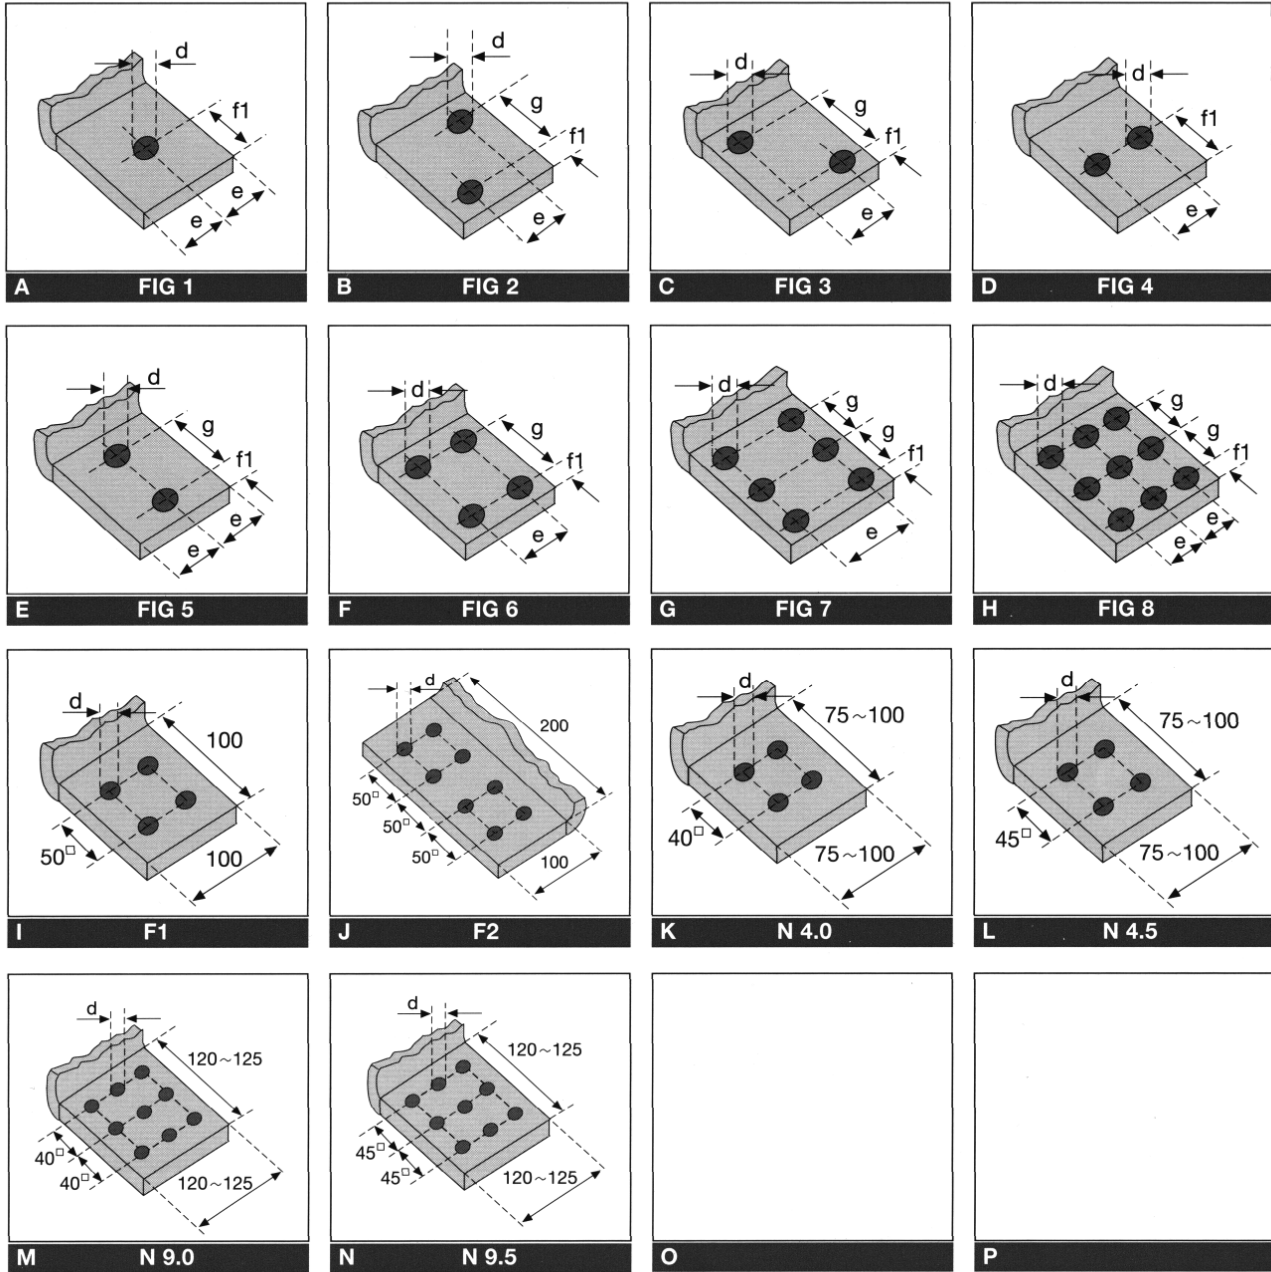 d
f1
e
e
A FIG 1
d
g
f1
e
B FIG 2
d
g
f1
e
C FIG 3
d
f1
e
D FIG 4
d
g
f1
e
e
E FIG 5
d
g
f1
e
F FIG 6
d
g
g
f1
e
G FIG 7
d
g
g
f1
e
e
H FIG 8
d
100
50□
100
I F1
d
200
50□
50□
50□
100
J F2
d
75~100
40□
75~100
K N 4.0
d
75~100
45□
75~100
L N 4.5
d
120~125
40□
40□
120~125
M N 9.0
d
120~125
45□
45□
120~125
N N 9.5
O
P